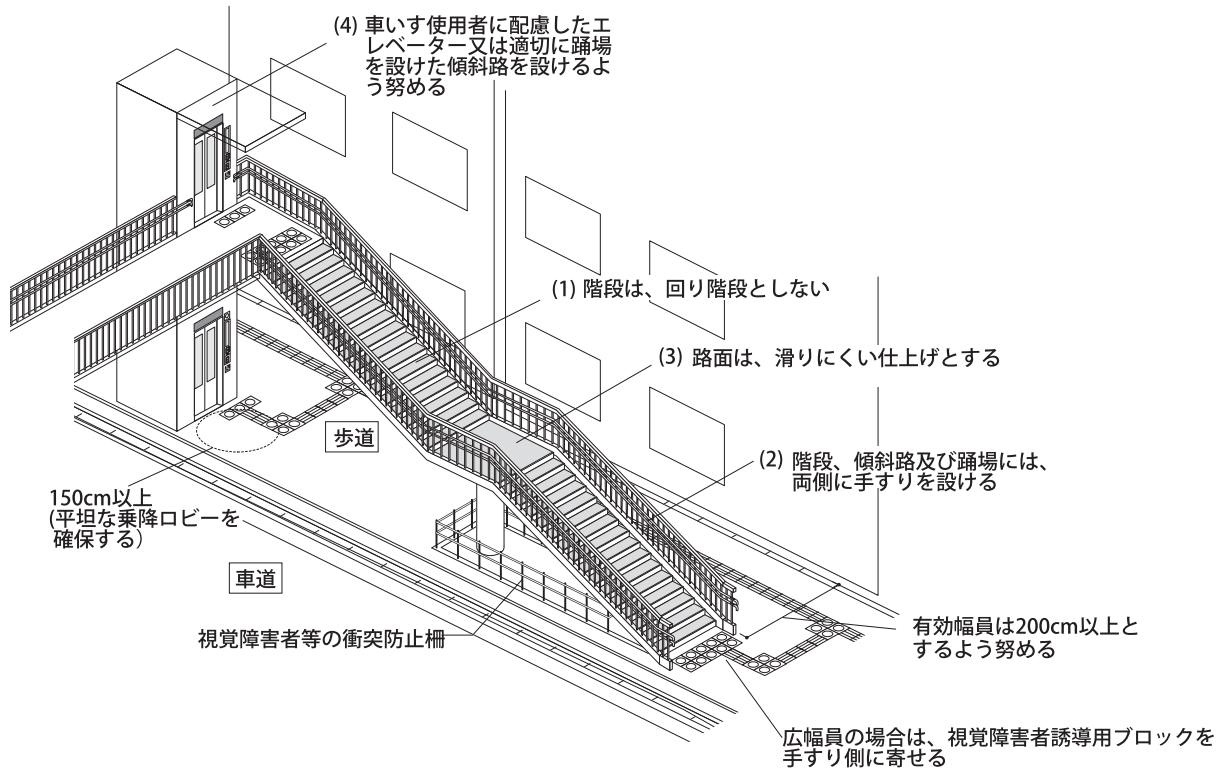 (4) 車いす使用者に配慮したエ
レベーター又は適切に踊場
を設けた傾斜路を設けるよ
う努める
(1) 階段は、回り階段としない
(3) 路面は、滑りにくい仕上げとする
歩道
(2) 階段、傾斜路及び踊場には、
両側に手すりを設ける
150cm以上
(平坦な乗降ロビーを
確保する)
車道
視覚障害者等の衝突防止柵
有効幅員は200cm以上と
するよう努める
広幅員の場合は、視覚障害者誘導用ブロックを
手すり側に寄せる